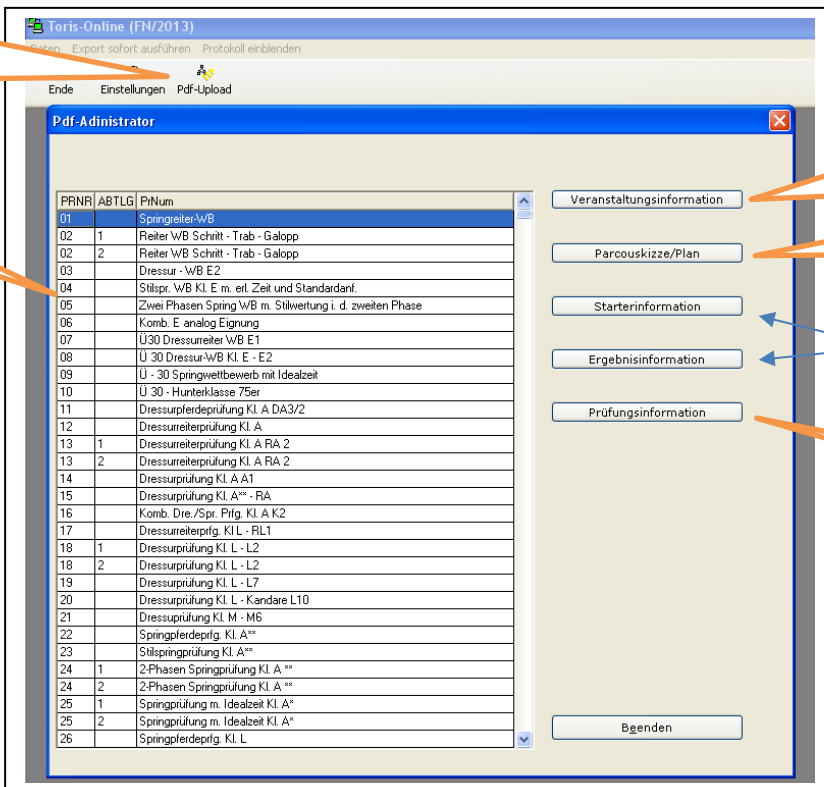 Toris-Online (FN/2013)
Daten Export sofort ausführen Protokoll einblenden
Ende Einstellungen Pdf-Upload
Pdf-Adinistrator
PRNR ABTLG PrNum
01 Springreiter-WB
02 1 Reiter WB Schritt - Trab - Galopp
02 2 Reiter WB Schritt - Trab - Galopp
03 Dressur - WB E2
04 Stilspr. WB Kl. E m. erl. Zeit und Standardanf.
05 Zwei Phasen Spring WB m. Stilwertung i. d. zweiten Phase
06 Komb. E analog Eignung
07 Ü30 Dressurreiter WB E1
08 Ü 30 Dressur-WB Kl. E - E2
09 Ü - 30 Springwettbewerb mit Idealzeit
10 Ü 30 - Hunterklasse 75er
11 Dressurpferdeprüfung Kl. A DA3/2
12 Dressurreiterprüfung Kl. A
13 1 Dressurreiterprüfung Kl. A RA 2
13 2 Dressurreiterprüfung Kl. A RA 2
14 Dressurprüfung Kl. A A1
15 Dressurprüfung Kl. A** - RA
16 Komb. Dre./Spr. Prfg. Kl. A K2
17 Dressurreiterprfg. Kl L - RL1
18 1 Dressurprüfung Kl. L - L2
18 2 Dressurprüfung Kl. L - L2
19 Dressurprüfung Kl. L - L7
20 Dressurprüfung Kl. L - Kandare L10
21 Dressuprüfung Kl. M - M6
22 Springpferdeprfg. Kl. A**
23 Stilspringprüfung Kl. A**
24 1 2-Phasen Springprüfung Kl. A **
24 2 2-Phasen Springprüfung Kl. A **
25 1 Springprüfung m. Idealzeit Kl. A*
25 2 Springprüfung m. Idealzeit Kl. A*
26 Springpferdeprfg. Kl. L
Veranstaltungsinformation
Parcouskizze/Plan
Starterinformation
Ergebnisinformation
Prüfungsinformation
Beenden